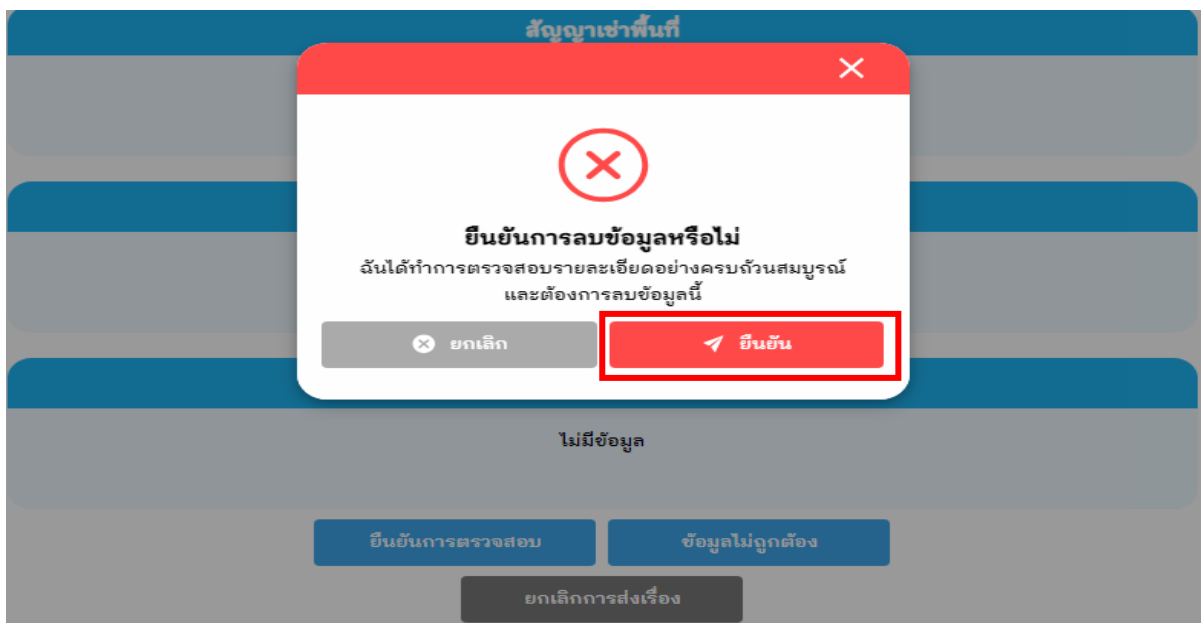 สัญญาเช่าพื้นที่
ยืนยันการลบข้อมูลหรือไม่
ฉันได้ทำการตรวจสอบรายละเอียดอย่างครบถ้วนสมบูรณ์
และต้องการลบข้อมูลนี้
ยกเลิก ยืนยัน
ไม่มีข้อมูล
ยืนยันการตรวจสอบ ข้อมูลไม่ถูกต้อง
ยกเลิกการส่งเรื่อง